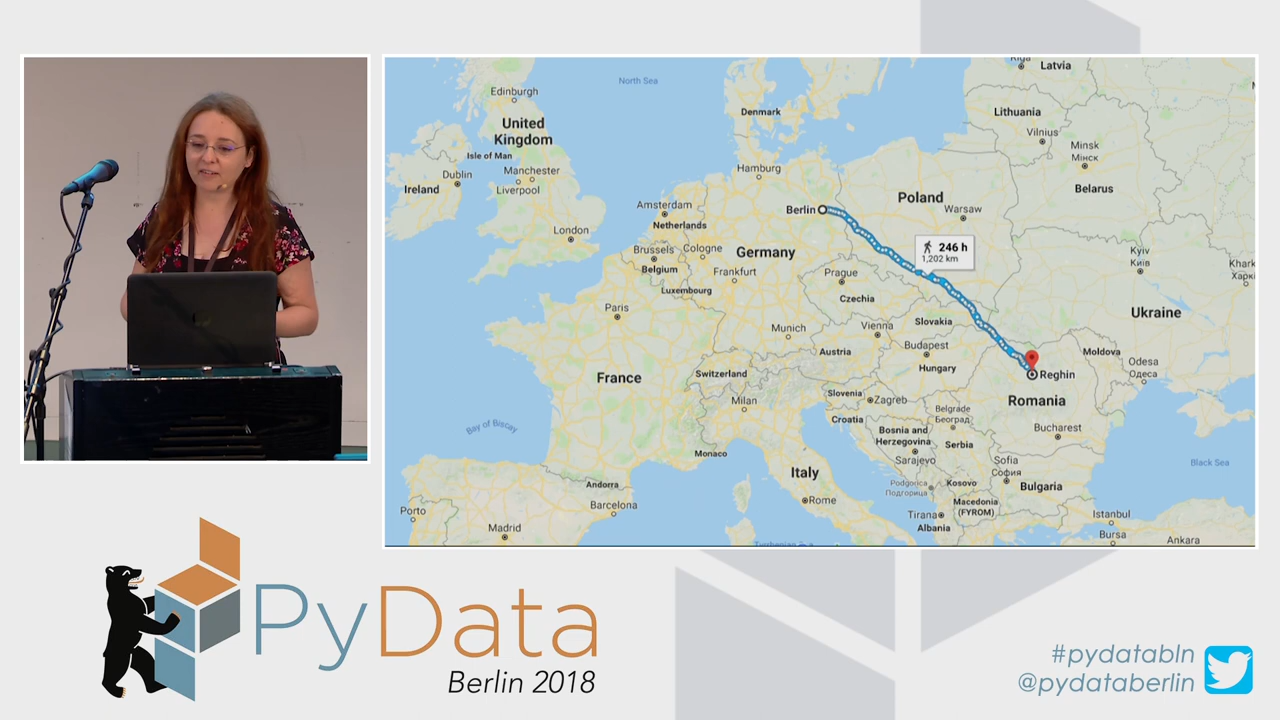 North Sea
Edinburgh
United
Kingdom
Isle of Man
Dublin
Manchester
Ireland
Liverpool
London
Denmark
Hamburg
Latvia
Lithuania
Vilnius
Minsk
Мінск
Belarus
Poland
Warsaw
Berlin
Amsterdam
Netherlands
Germany
Brussels
Cologne
Belgium
Frankfurt
Luxembourg
246 h
1,202 km
Prague
Czechia
Kyiv
Київ
Khark
Харкі
Paris
Ukraine
Munich
Vienna
Slovakia
Austria
Budapest
Hungary
Moldova
Odesa
Одеса
France
Switzerland
Reghin
Milan
Slovenia
Zagreb
Croatia
Romania
Belgrade
Београд
Bucharest
Bay of Biscay
Bosnia and
Herzegovina
Serbia
Sarajevo
Monaco
Italy
Sofia
София
Black Sea
Andorra
Podgorica
Подгорица
Kosovo
Bulgaria
Barcelona
Rome
Macedonia
(FYROM)
Porto
Madrid
Tirana
Albania
Istanbul
Bursa
Ankara
PyData
Berlin 2018
#pydatabln
@pydataberlin